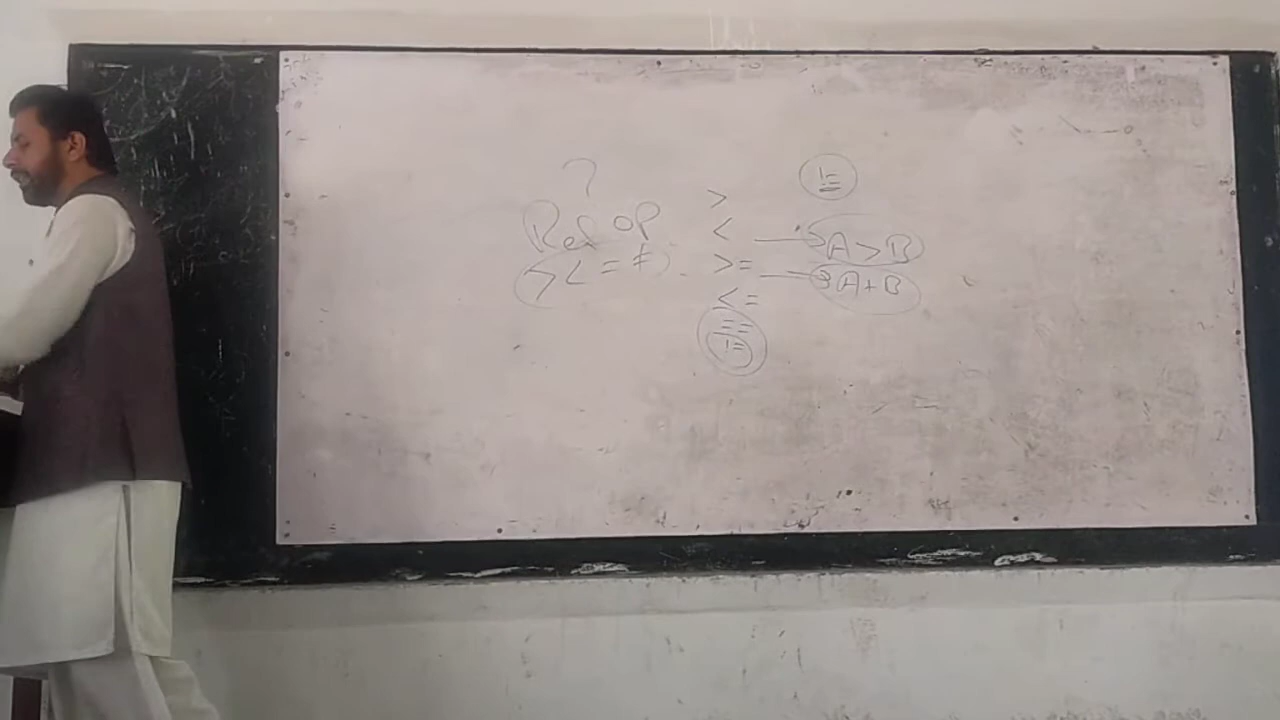 ?
Rel op
> < = ≠
>
<
>=
<=
==
!=
!=
A > B
A + B